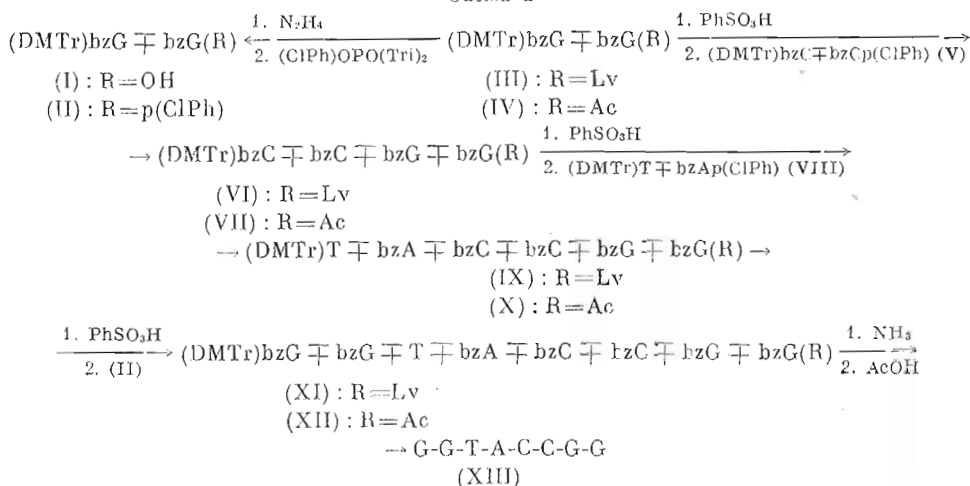 1. N₂H₄
1. PhSO₃H
(DMTr)bzG ∓ bzG(R) ← (DMTr)bzG ∓ bzG(R) →
2. (ClPh)OPO(Tri)₂
2. (DMTr)bzC∓bzCp(ClPh) (V)
(I) : R=OH
(III) : R=Lv
(II) : R=p(ClPh)
(IV) : R=Ac
1. PhSO₃H
→ (DMTr)bzC ∓ bzC ∓ bzG ∓ bzG(R) →
2. (DMTr)T ∓ bzAp(ClPh) (VIII)
(VI) : R=Lv
(VII) : R=Ac
→ (DMTr)T ∓ bzA ∓ bzC ∓ bzC ∓ bzG ∓ bzG(R) →
(IX) : R=Lv
(X) : R=Ac
1. PhSO₃H
1. NH₃
→ (DMTr)bzG ∓ bzG ∓ T ∓ bzA ∓ bzC ∓ bzC ∓ bzG ∓ bzG(R) →
2. (II)
2. AcOH
(XI) : R=Lv
(XII) : R=Ac
→ G-G-T-A-C-C-G-G
(XIII)